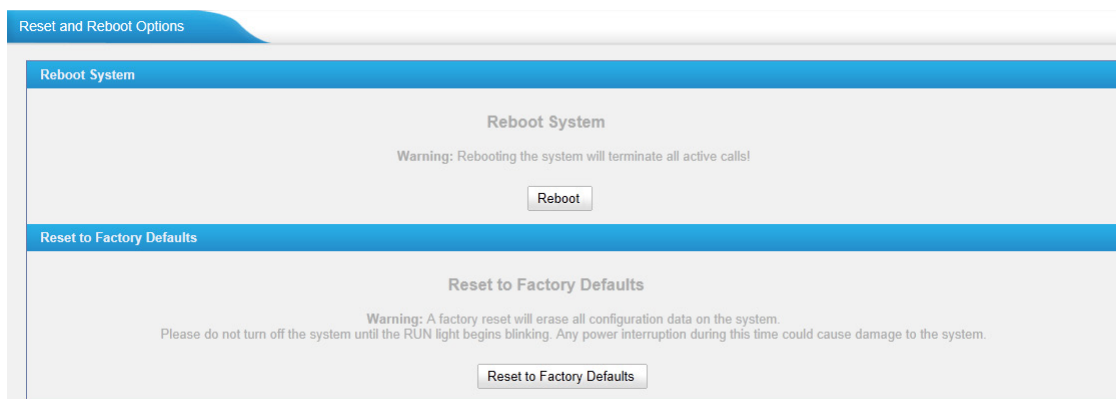 Reset and Reboot Options
Reboot System
Reboot System
Warning: Rebooting the system will terminate all active calls!
Reboot
Reset to Factory Defaults
Reset to Factory Defaults
Warning: A factory reset will erase all configuration data on the system.
Please do not turn off the system until the RUN light begins blinking. Any power interruption during this time could cause damage to the system.
Reset to Factory Defaults